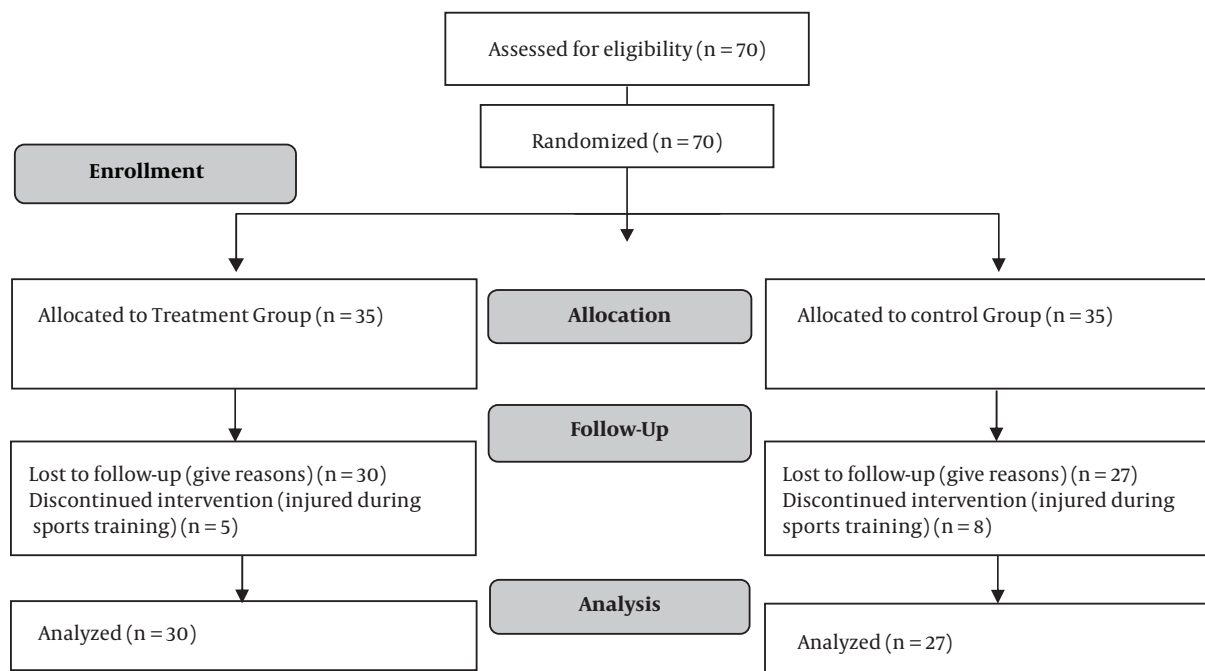 Assessed for eligibility (n = 70)
Randomized (n = 70)
Enrollment
Allocated to Treatment Group (n = 35)
Allocation
Allocated to control Group (n = 35)
Follow-Up
Lost to follow-up (give reasons) (n = 30)
Discontinued intervention (injured during
sports training) (n = 5)
Lost to follow-up (give reasons) (n = 27)
Discontinued intervention (injured during
sports training) (n = 8)
Analysis
Analyzed (n = 30)
Analyzed (n = 27)